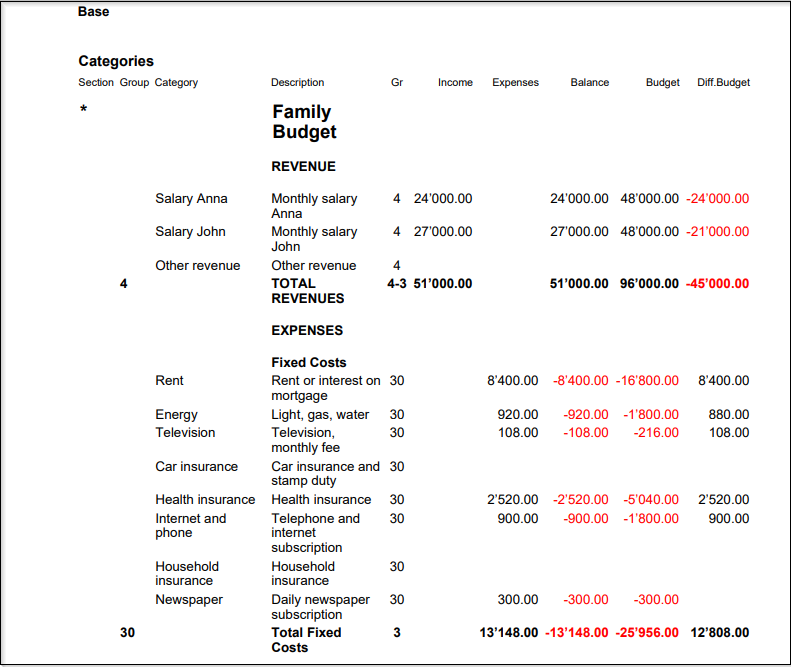 Base
Categories
Section Group Category Description Gr Income Expenses Balance Budget Diff.Budget
* Family
Budget
REVENUE
Salary Anna Monthly salary 4 24’000.00 24’000.00 48’000.00 -24’000.00
Anna
Salary John Monthly salary 4 27’000.00 27’000.00 48’000.00 -21’000.00
John
Other revenue Other revenue 4
4 TOTAL 4-3 51’000.00 51’000.00 96’000.00 -45’000.00
REVENUES
EXPENSES
Fixed Costs
Rent Rent or interest on 30 8’400.00 -8’400.00 -16’800.00 8’400.00
mortgage
Energy Light, gas, water 30 920.00 -920.00 -1’800.00 880.00
Television Television, 30 108.00 -108.00 -216.00 108.00
monthly fee
Car insurance Car insurance and 30
stamp duty
Health insurance Health insurance 30 2’520.00 -2’520.00 -5’040.00 2’520.00
Internet and Telephone and 30 900.00 -900.00 -1’800.00 900.00
phone internet
subscription
Household Household 30
insurance insurance
Newspaper Daily newspaper 30 300.00 -300.00 -300.00
subscription
30 Total Fixed 3 13’148.00 -13’148.00 -25’956.00 12’808.00
Costs